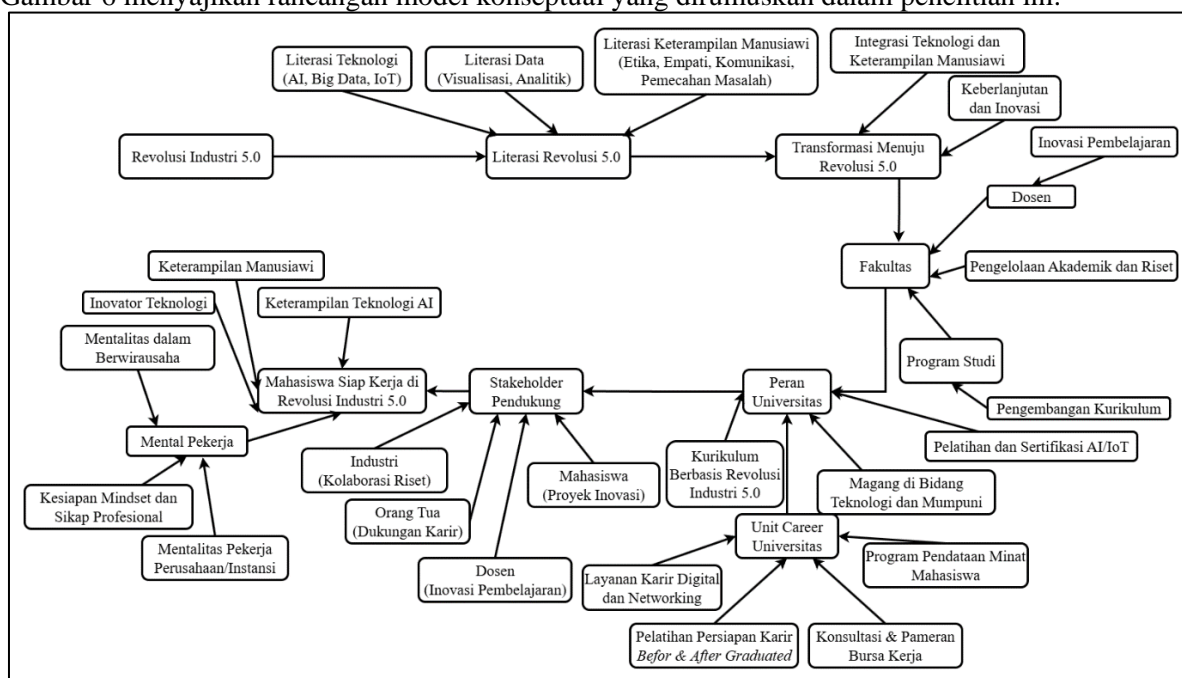 Gambar 6 menyajikan rancangan model konseptual yang dirumuskan dalam penelitian ini.
Literasi Teknologi
(AI, Big Data, IoT)
Literasi Data
(Visualisasi, Analitik)
Literasi Keterampilan Manusiawi
(Etika, Empati, Komunikasi,
Pemecahan Masalah)
Integrasi Teknologi dan
Keterampilan Manusiawi
Keberlanjutan
dan Inovasi
Revolusi Industri 5.0
Literasi Revolusi 5.0
Transformasi Menuju
Revolusi 5.0
Inovasi Pembelajaran
Dosen
Fakultas
Pengelolaan Akademik dan Riset
Program Studi
Pengembangan Kurikulum
Keterampilan Manusiawi
Inovator Teknologi
Keterampilan Teknologi AI
Mentalitas dalam
Berwirausaha
Mahasiswa Siap Kerja di
Revolusi Industri 5.0
Stakeholder
Pendukung
Peran
Universitas
Mental Pekerja
Kesiapan Mindset dan
Sikap Profesional
Mentalitas Pekerja
Perusahaan/Instansi
Industri
(Kolaborasi Riset)
Orang Tua
(Dukungan Karir)
Dosen
(Inovasi Pembelajaran)
Mahasiswa
(Proyek Inovasi)
Kurikulum
Berbasis Revolusi
Industri 5.0
Pelatihan dan Sertifikasi AI/IoT
Magang di Bidang
Teknologi dan Mumpuni
Unit Career
Universitas
Layanan Karir Digital
dan Networking
Program Pendataan Minat
Mahasiswa
Pelatihan Persiapan Karir
Befor & After Graduated
Konsultasi & Pameran
Bursa Kerja